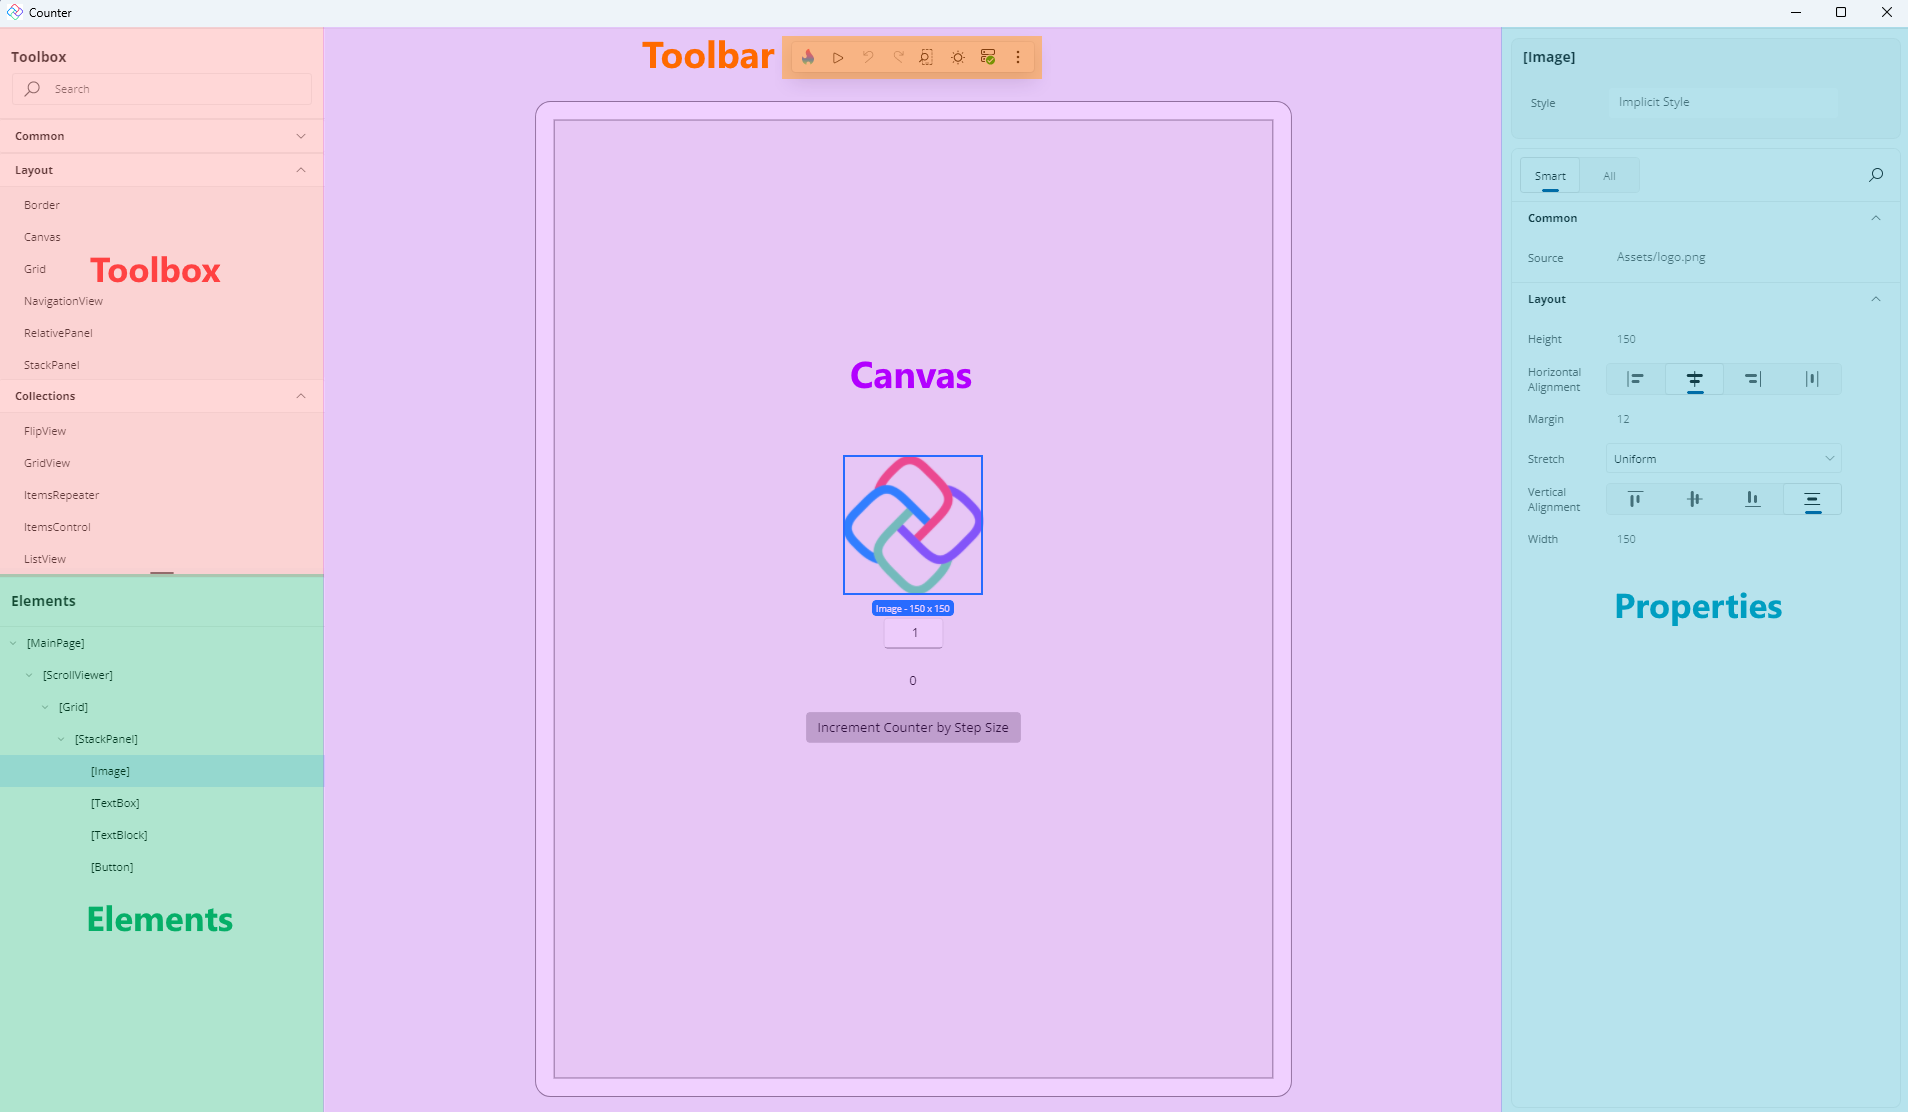 Counter
Toolbox
Search
Common
Layout
Border
Canvas
Grid
Toolbox
NavigationView
RelativePanel
StackPanel
Collections
FlipView
GridView
ItemsRepeater
ItemsControl
ListView
Elements
[MainPage]
[ScrollViewer]
[Grid]
[StackPanel]
[Image]
[TextBox]
[TextBlock]
[Button]
Elements
Toolbar
Canvas
Image - 150 x 150
1
0
Increment Counter by Step Size
[Image]
Style Implicit Style
Smart All
Common
Source Assets/logo.png
Layout
Height 150
Horizontal
Alignment
Margin 12
Stretch Uniform
Vertical
Alignment
Width 150
Properties